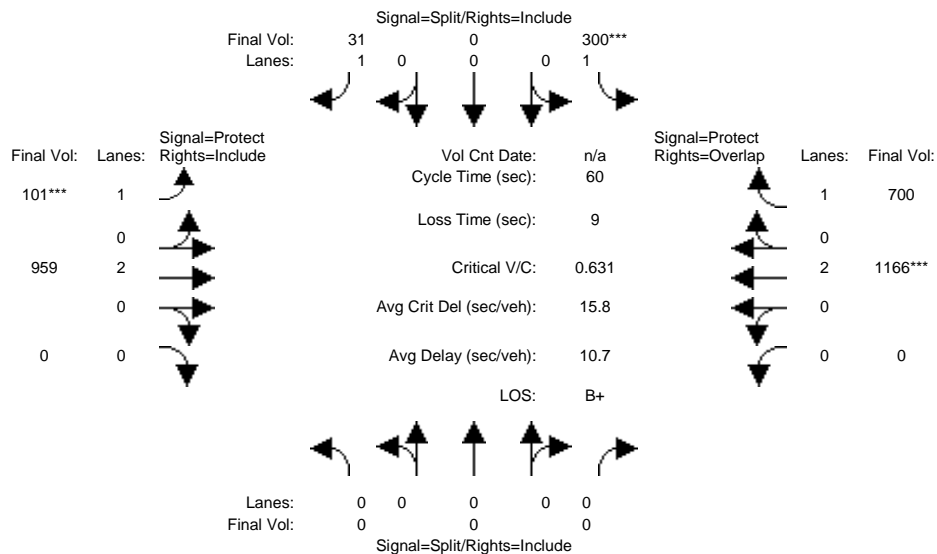 Signal=Split/Rights=Include
Final Vol: 31 0 300***
Lanes: 1 0 0 0 1
Signal=Protect
Final Vol: Lanes: Rights=Include
Vol Cnt Date: n/a
Signal=Protect
Rights=Overlap Lanes: Final Vol:
Cycle Time (sec): 60
101*** 1
1 700
Loss Time (sec): 9
0
0
959 2
Critical V/C: 0.631
2 1166***
0
Avg Crit Del (sec/veh): 15.8
0
0 0
Avg Delay (sec/veh): 10.7
0 0
LOS: B+
Lanes: 0 0 0 0 0
Final Vol: 0 0 0
Signal=Split/Rights=Include